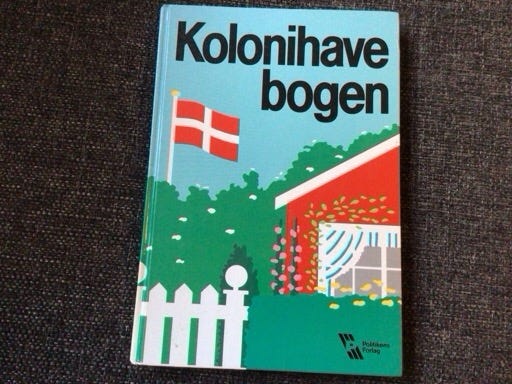 Kolonihave
bogen
Politikens
Forlag